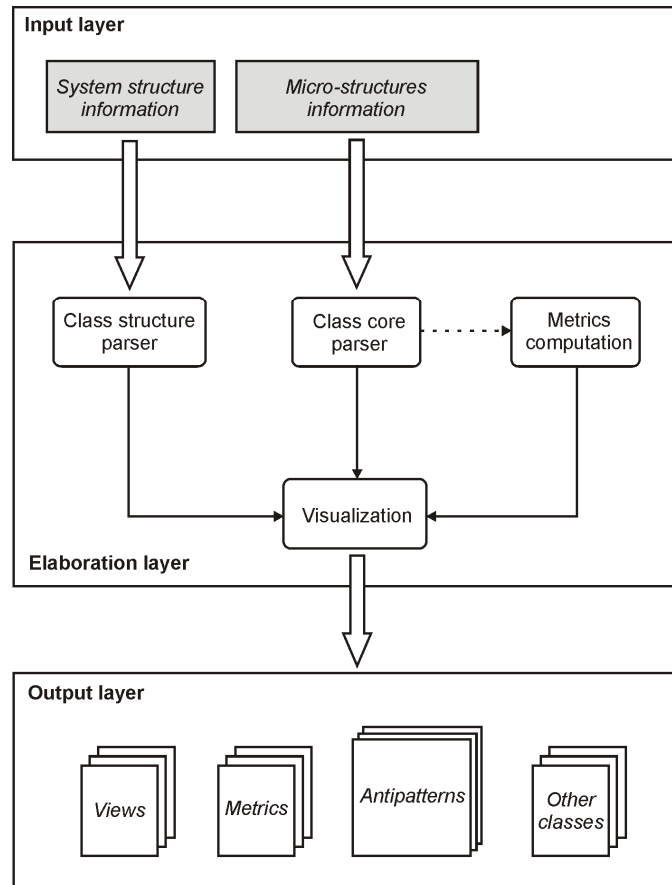 Input layer
System structure
information
Micro-structures
information
Class structure
parser
Class core
parser
Metrics
computation
Visualization
Elaboration layer
Output layer
Views
Metrics
Antipatterns
Other
classes